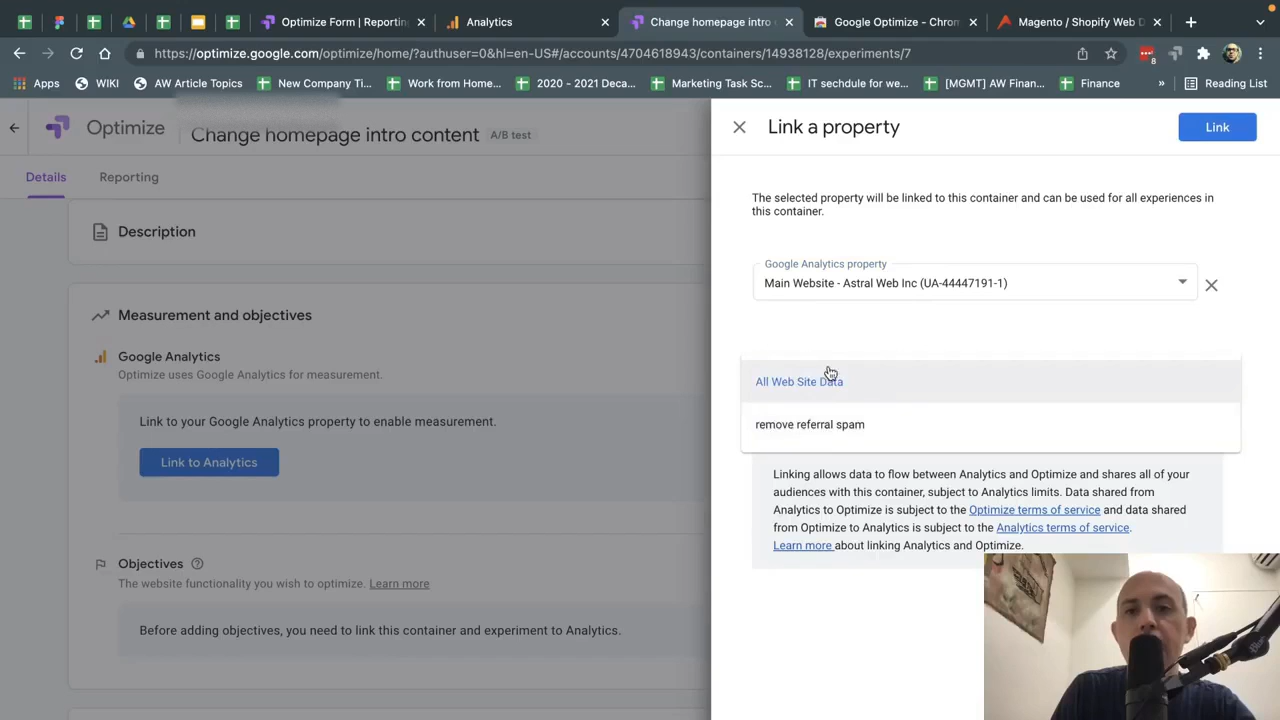 Optimize Form | Reporting
Analytics
Change homepage intro
Google Optimize - Chrom
Magento / Shopify Web D
https://optimize.google.com/optimize/home/?authuser=0&hl=en-US#/accounts/4704618943/containers/14938128/experiments/7
8
Apps
WIKI
AW Article Topics
New Company Ti...
Work from Home...
2020 - 2021 Deca...
Marketing Task Sc...
IT techdule for we...
[MGMT] AW Finan...
Finance
»
Reading List
Optimize
Change homepage intro content
A/B test
Details
Reporting
Description
Measurement and objectives
Google Analytics
Optimize uses Google Analytics for measurement.
Link to your Google Analytics property to enable measurement.
Link to Analytics
Objectives
The website functionality you wish to optimize. Learn more
Before adding objectives, you need to link this container and experiment to Analytics.
Link a property
Link
The selected property will be linked to this container and can be used for all experiences in
this container.
Google Analytics property
Main Website - Astral Web Inc (UA-44447191-1)
All Web Site Data
remove referral spam
Linking allows data to flow between Analytics and Optimize and shares all of your
audiences with this container, subject to Analytics limits. Data shared from
Analytics to Optimize is subject to the Optimize terms of service and data shared
from Optimize to Analytics is subject to the Analytics terms of service.
Learn more about linking Analytics and Optimize.